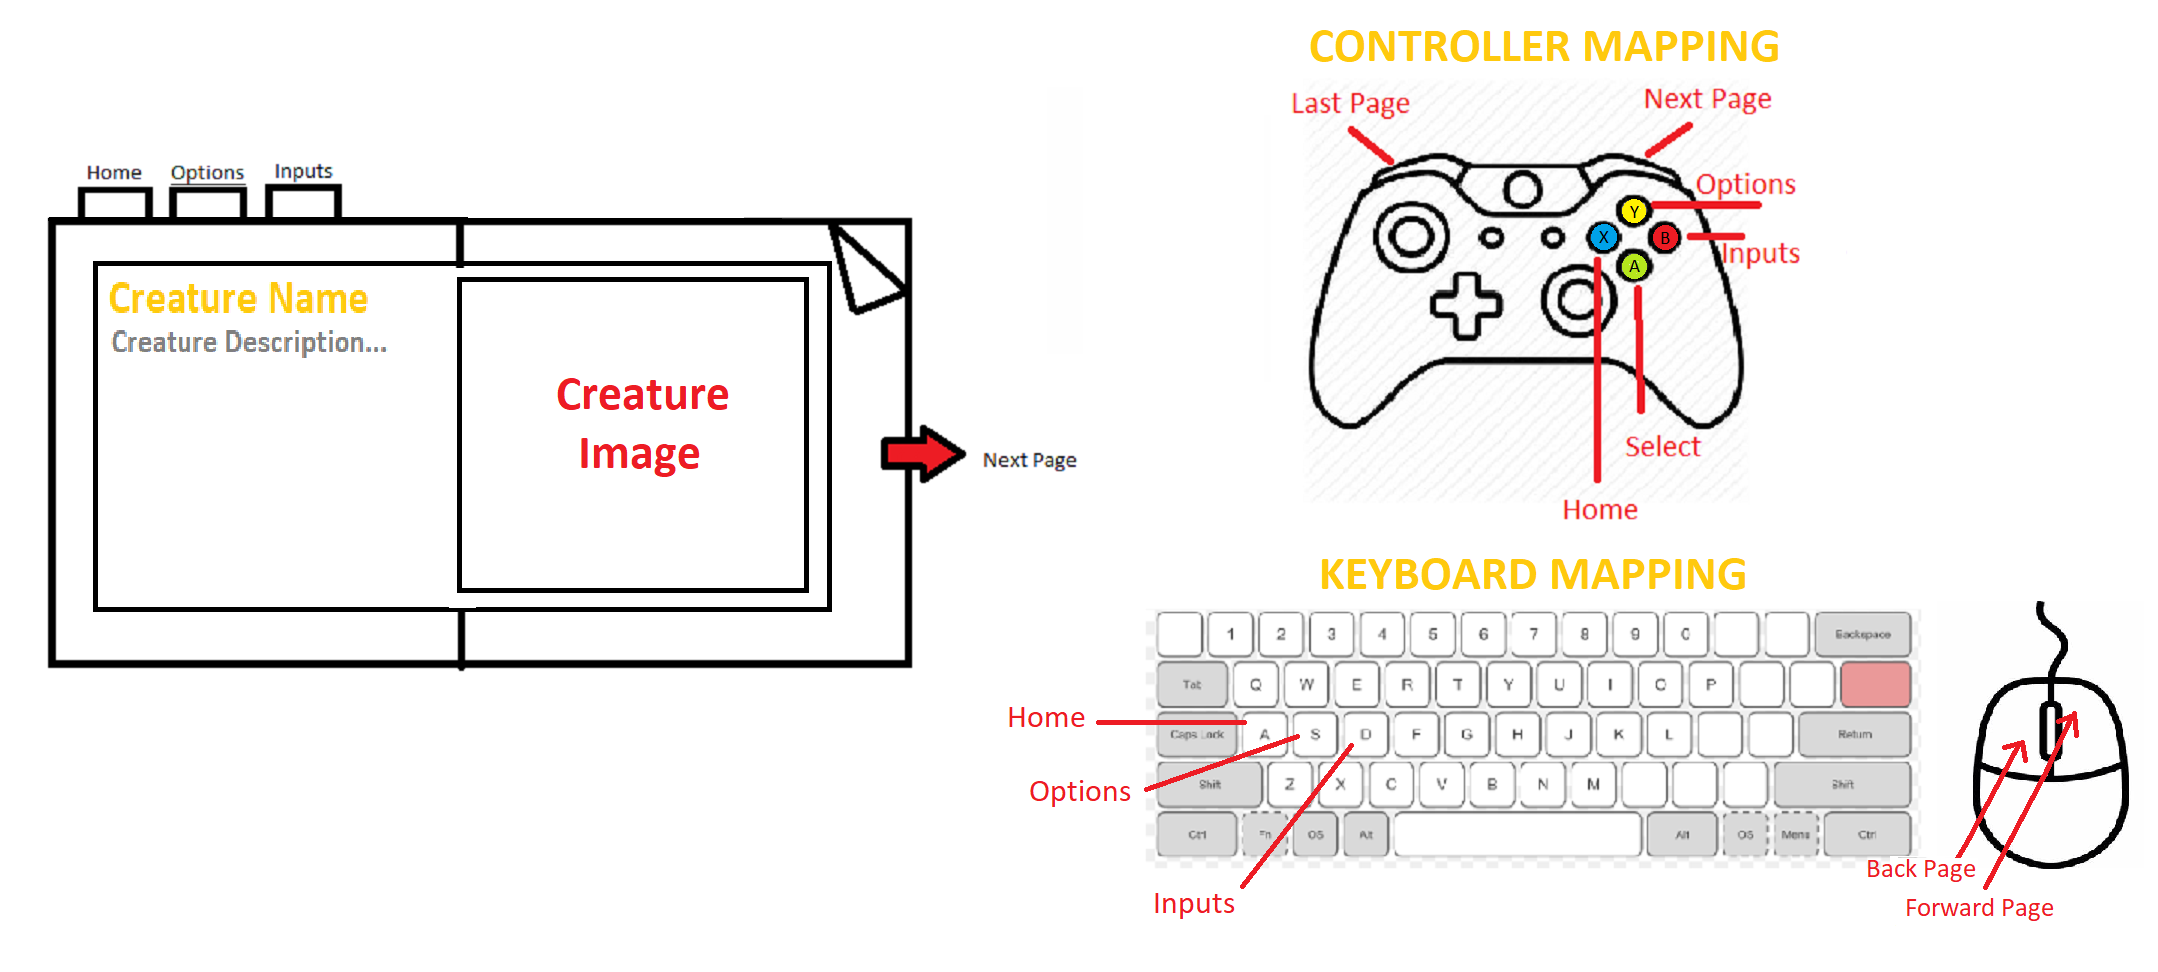 Home Options Inputs
Creature Name
Creature Description...
Creature
Image
Next Page
CONTROLLER MAPPING
Last Page
Next Page
Options
Y
X
B
Inputs
A
Select
Home
KEYBOARD MAPPING
1 2 3 4 5 6 7 8 9 0 Backspace
Tab Q W E R T Y U I O P
Home
Caps Lock A S D F G H J K L Return
Options
Shift Z X C V B N M Shift
Ctrl Fn OS Alt Alt OS Menu Ctrl
Inputs
Back Page
Forward Page